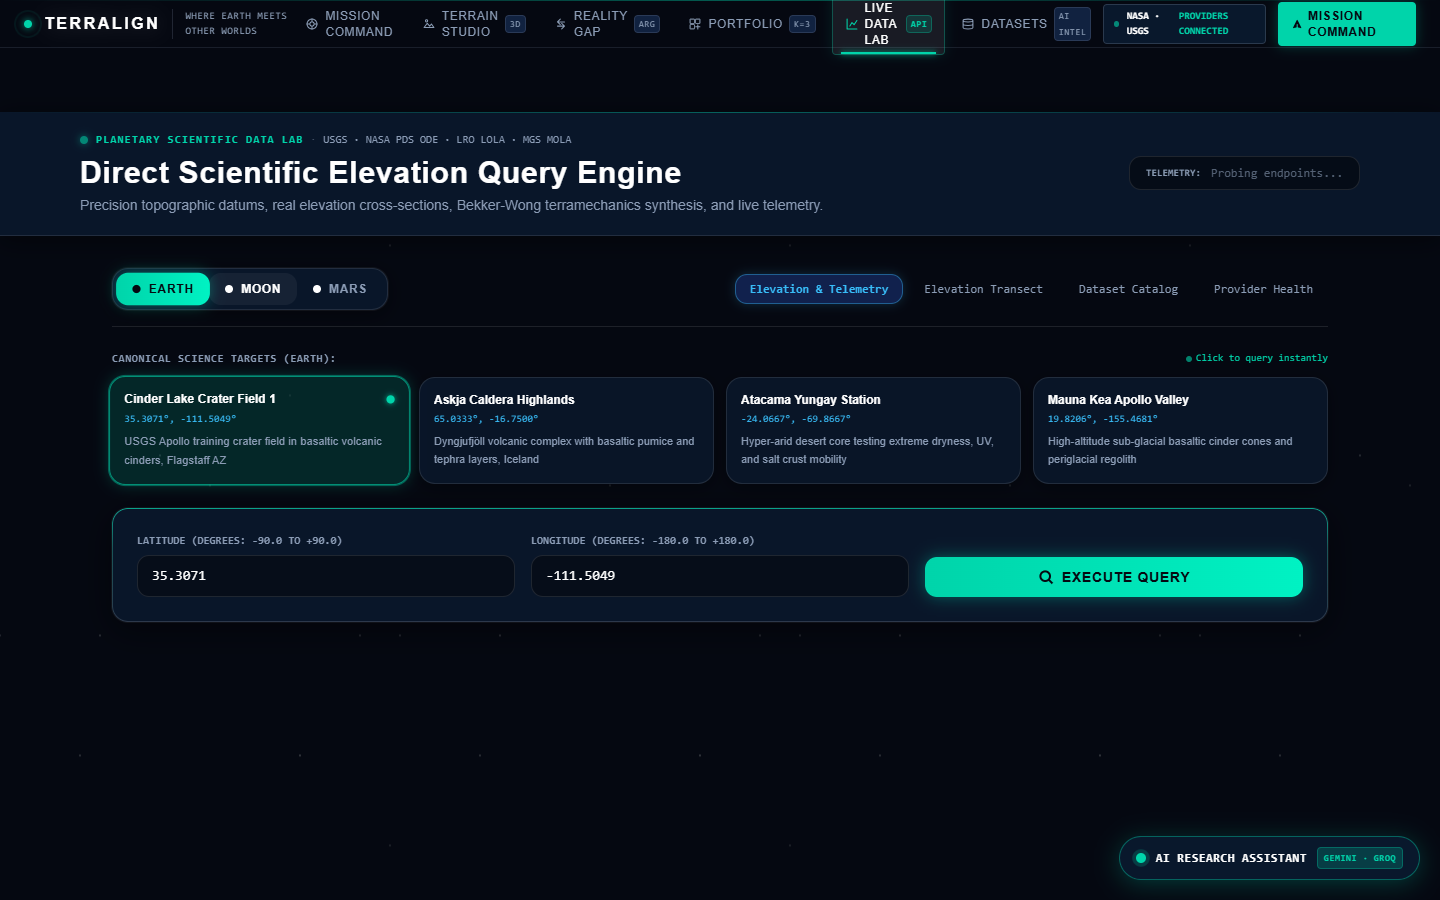 TERRALIGN
WHERE EARTH MEETS
OTHER WORLDS
MISSION
COMMAND
TERRAIN
STUDIO
3D
REALITY
GAP
ARG
PORTFOLIO
K=3
LIVE
DATA
LAB
API
DATASETS
AI
INTEL
NASA •
USGS
PROVIDERS
CONNECTED
MISSION
COMMAND
PLANETARY SCIENTIFIC DATA LAB · USGS • NASA PDS ODE • LRO LOLA • MGS MOLA
Direct Scientific Elevation Query Engine
Precision topographic datums, real elevation cross-sections, Bekker-Wong terramechanics synthesis, and live telemetry.
TELEMETRY: Probing endpoints...
EARTH
MOON
MARS
Elevation & Telemetry
Elevation Transect
Dataset Catalog
Provider Health
CANONICAL SCIENCE TARGETS (EARTH):
Click to query instantly
Cinder Lake Crater Field 1
35.3071°, -111.5049°
USGS Apollo training crater field in basaltic volcanic
cinders, Flagstaff AZ
Askja Caldera Highlands
65.0333°, -16.7500°
Dyngjufjöll volcanic complex with basaltic pumice and
tephra layers, Iceland
Atacama Yungay Station
-24.0667°, -69.8667°
Hyper-arid desert core testing extreme dryness, UV,
and salt crust mobility
Mauna Kea Apollo Valley
19.8206°, -155.4681°
High-altitude sub-glacial basaltic cinder cones and
periglacial regolith
LATITUDE (DEGREES: -90.0 TO +90.0)
35.3071
LONGITUDE (DEGREES: -180.0 TO +180.0)
-111.5049
EXECUTE QUERY
AI RESEARCH ASSISTANT
GEMINI · GROQ